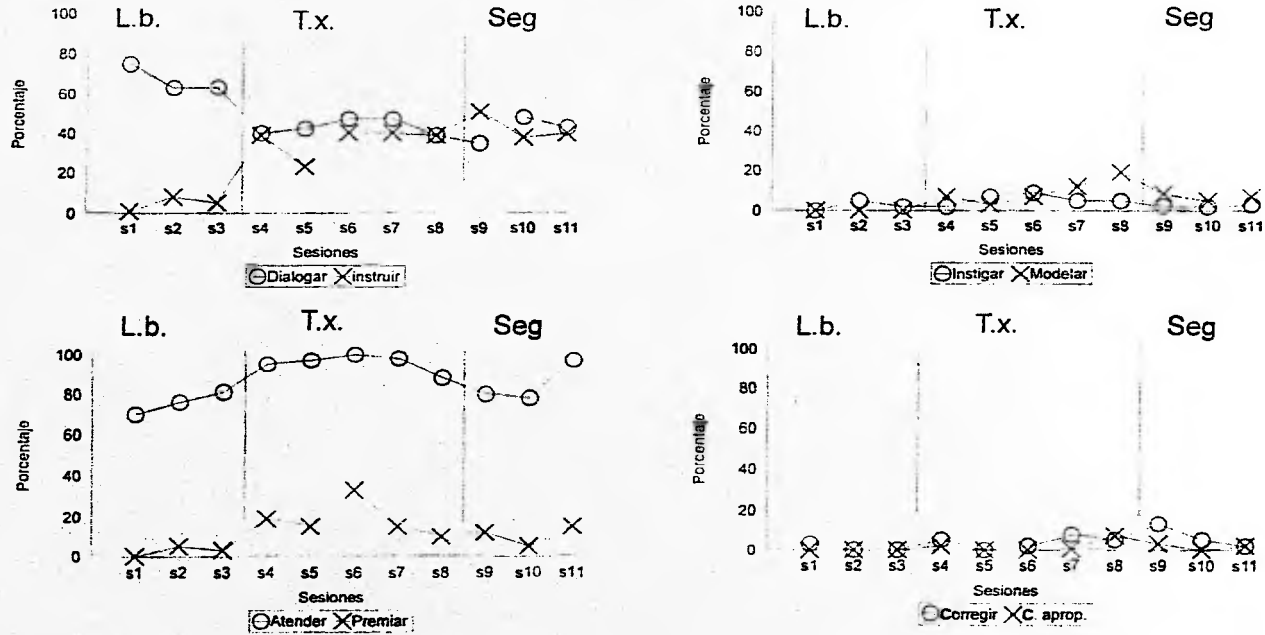 L.b. T.x. Seg
100
80
60
40
20
0
Porcentaje
s1 s2 s3 s4 s5 s6 s7 s8 s9 s10 s11
Sesiones
Dialogar instruir
L.b. T.x. Seg
100
80
60
40
20
0
Porcentaje
s1 s2 s3 s4 s5 s6 s7 s8 s9 s10 s11
Sesiones
Instigar Modelar
L.b. T.x. Seg
100
80
60
40
20
0
Porcentaje
s1 s2 s3 s4 s5 s6 s7 s8 s9 s10 s11
Sesiones
Atender Premiar
L.b. T.x. Seg
100
80
60
40
20
0
Porcentaje
s1 s2 s3 s4 s5 s6 s7 s8 s9 s10 s11
Sesiones
Corregir C. aprop.